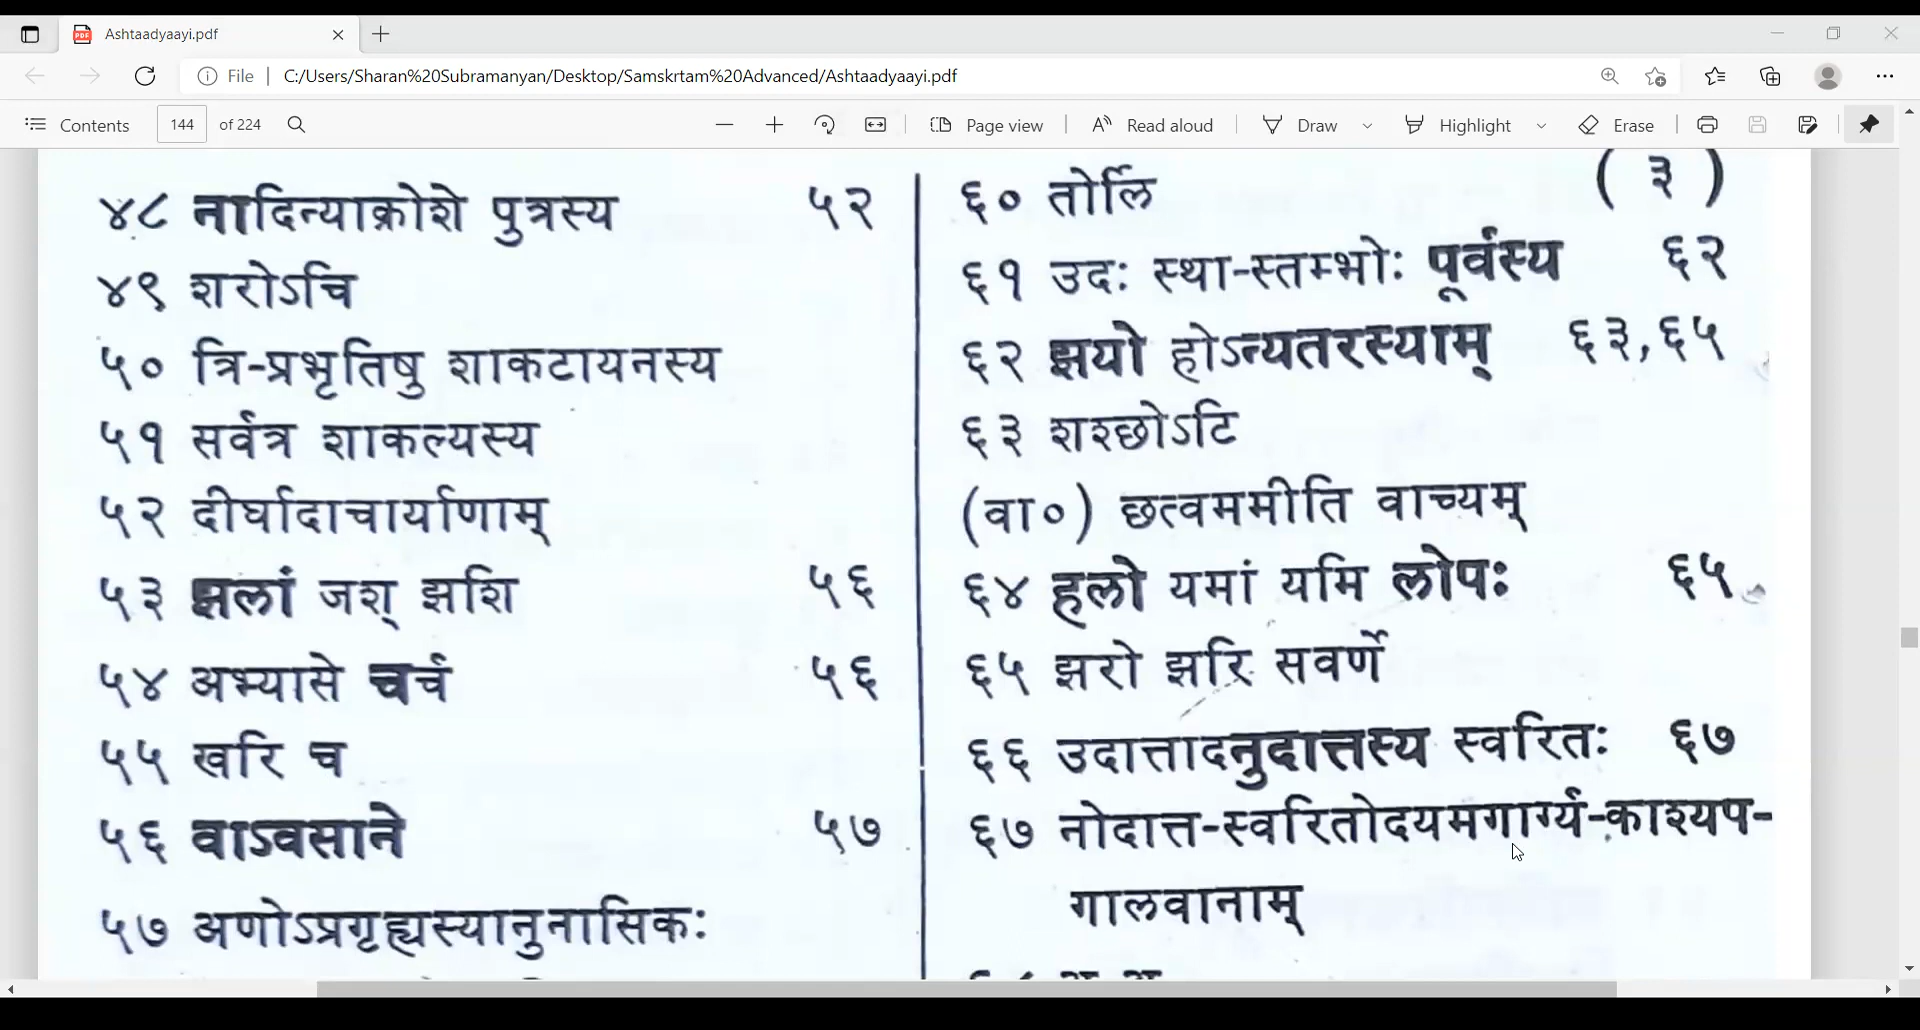 Ashtaadyaayi.pdf
File
C:/Users/Sharan%20Subramanyan/Desktop/Samskrtam%20Advanced/Ashtaadyaayi.pdf
Contents 144 of 224 Page view Read aloud Draw Highlight Erase
४८ नादिन्याक्रोशे पुत्रस्य ५२
४९ शरोऽचि
५० त्रि-प्रभृतिषु शाकटायनस्य
५१ सर्वत्र शाकल्यस्य
५२ दीर्घादाचार्याणाम्
५३ झलां जश् झशि ५६
५४ अभ्यासे चर्च ५६
५५ खरि च
५६ वाऽवसाने ५७
५७ अणोऽप्रगृह्यस्यानुनासिकः
( ३ )
६० तोर्लि
६१ उदः स्था-स्तम्भोः पूर्वस्य ६२
६२ झयो होऽन्यतरस्याम् ६३,६५
६३ शश्छोऽटि
(वा०) छत्वममीति वाच्यम्
६४ हलो यमां यमि लोपः ६५
६५ झरो झरि सवर्णे
६६ उदात्तादनुदात्तस्य स्वरितः ६७
६७ नोदात्त-स्वरितोदयमगार्ग्य-काश्यप-
गालवानाम्